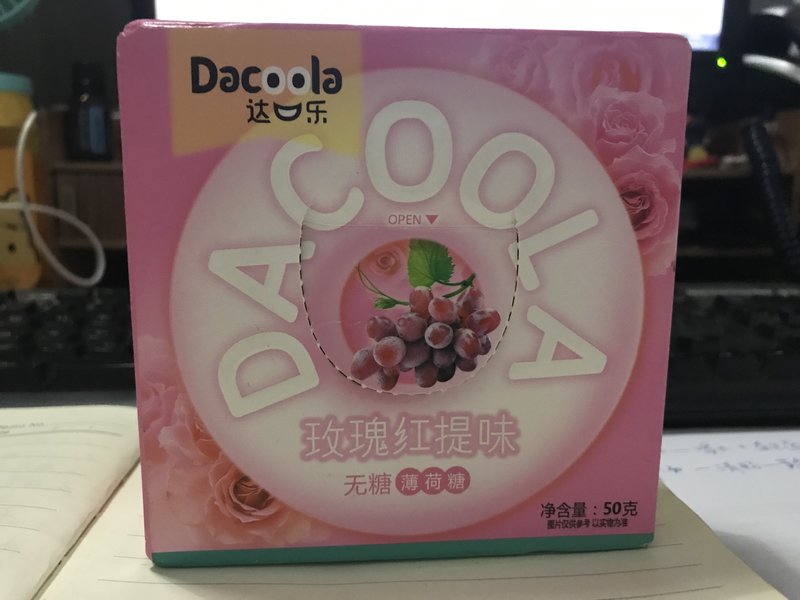 Dacoola
达口乐
DACOOLA
OPEN
玫瑰红提味
无糖 薄荷糖
净含量：50克
图片仅供参考 以实物为准